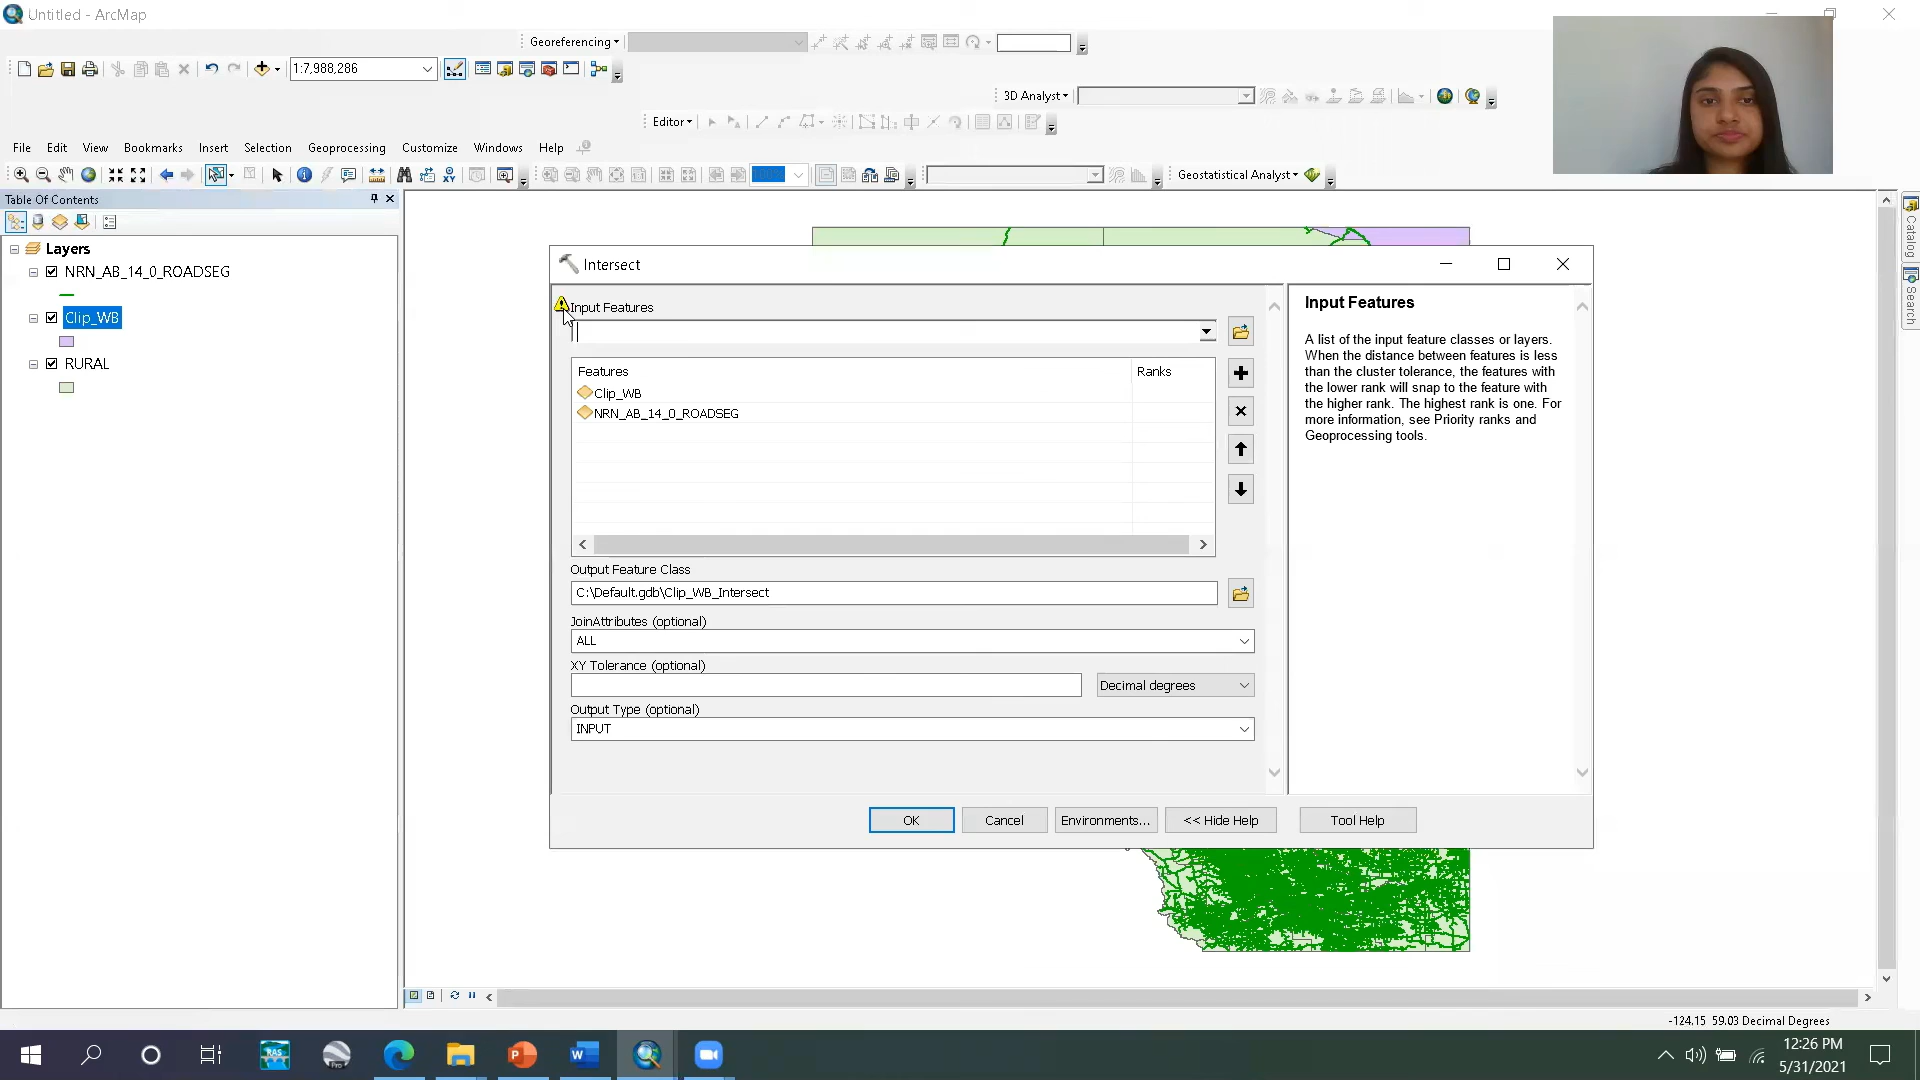 Untitled - ArcMap
Georeferencing
1:7,988,286
3D Analyst
Editor
File Edit View Bookmarks Insert Selection Geoprocessing Customize Windows Help
Geostatistical Analyst
Table Of Contents
Layers
NRN_AB_14_0_ROADSEG
Clip_WB
RURAL
Intersect
Input Features
Features Ranks
Clip_WB
NRN_AB_14_0_ROADSEG
Output Feature Class
C:\Default.gdb\Clip_WB_Intersect
JoinAttributes (optional)
ALL
XY Tolerance (optional)
Decimal degrees
Output Type (optional)
INPUT
OK Cancel Environments... << Hide Help Tool Help
Input Features
A list of the input feature classes or layers.
When the distance between features is less
than the cluster tolerance, the features with
the lower rank will snap to the feature with
the higher rank. The highest rank is one. For
more information, see Priority ranks and
Geoprocessing tools.
Catalog
Search
-124.15 59.03 Decimal Degrees
RAS
Pro
12:26 PM
5/31/2021